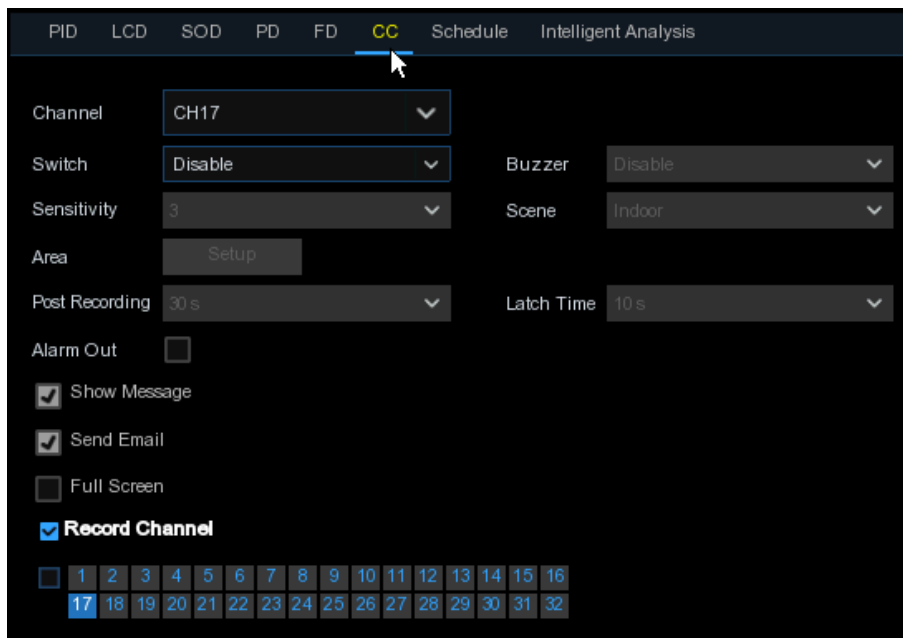 PID LCD SOD PD FD CC Schedule Intelligent Analysis
Channel CH17
Switch Disable Buzzer Disable
Sensitivity 3 Scene Indoor
Area Setup
Post Recording 30 s Latch Time 10 s
Alarm Out
Show Message
Send Email
Full Screen
Record Channel
1 2 3 4 5 6 7 8 9 10 11 12 13 14 15 16
17 18 19 20 21 22 23 24 25 26 27 28 29 30 31 32